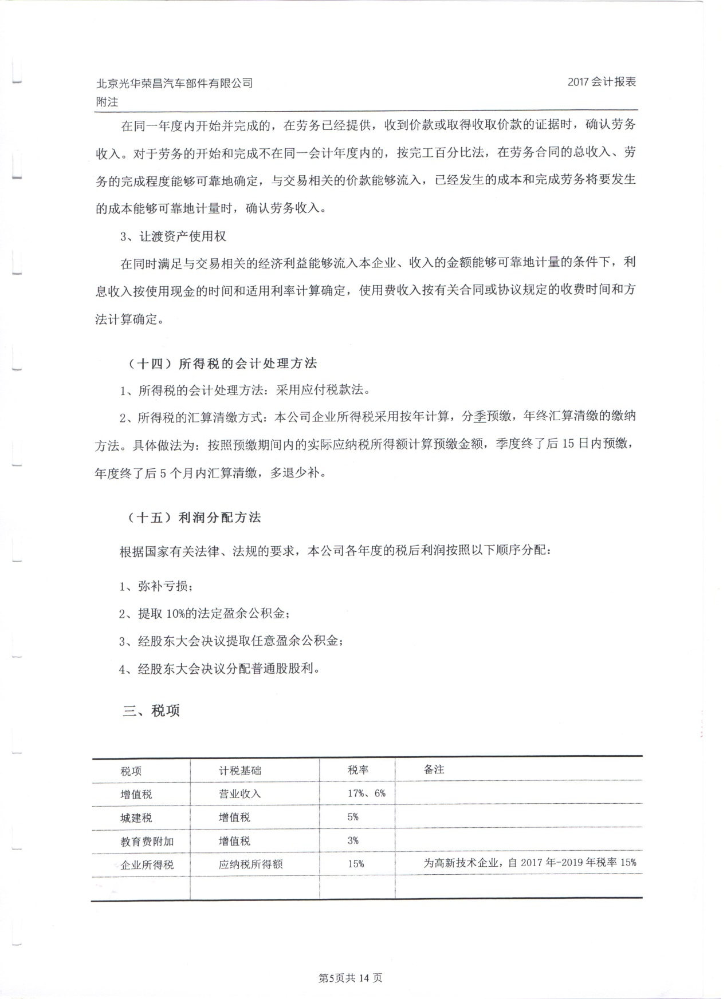 北京光华荣昌汽车部件有限公司 2017会计报表
附注
在同一年度内开始并完成的，在劳务已经提供，收到价款或取得收取价款的证据时，确认劳务
收入。对于劳务的开始和完成不在同一会计年度内的，按完工百分比法，在劳务合同的总收入、劳
务的完成程度能够可靠地确定，与交易相关的价款能够流入，已经发生的成本和完成劳务将要发生
的成本能够可靠地计量时，确认劳务收入。
3、让渡资产使用权
在同时满足与交易相关的经济利益能够流入本企业、收入的金额能够可靠地计量的条件下，利
息收入按使用现金的时间和适用利率计算确定，使用费收入按有关合同或协议规定的收费时间和方
法计算确定。
（十四）所得税的会计处理方法
1、所得税的会计处理方法：采用应付税款法。
2、所得税的汇算清缴方式：本公司企业所得税采用按年计算，分季预缴，年终汇算清缴的缴纳
方法。具体做法为：按照预缴期间内的实际应纳税所得额计算预缴金额，季度终了后 15 日内预缴，
年度终了后 5 个月内汇算清缴，多退少补。
（十五）利润分配方法
根据国家有关法律、法规的要求，本公司各年度的税后利润按照以下顺序分配：
1、弥补亏损；
2、提取 10%的法定盈余公积金；
3、经股东大会决议提取任意盈余公积金；
4、经股东大会决议分配普通股股利。
三、税项
税项 计税基础 税率 备注
增值税 营业收入 17%、6%
城建税 增值税 5%
教育费附加 增值税 3%
企业所得税 应纳税所得额 15% 为高新技术企业，自 2017 年-2019 年税率 15%
第5页共 14 页